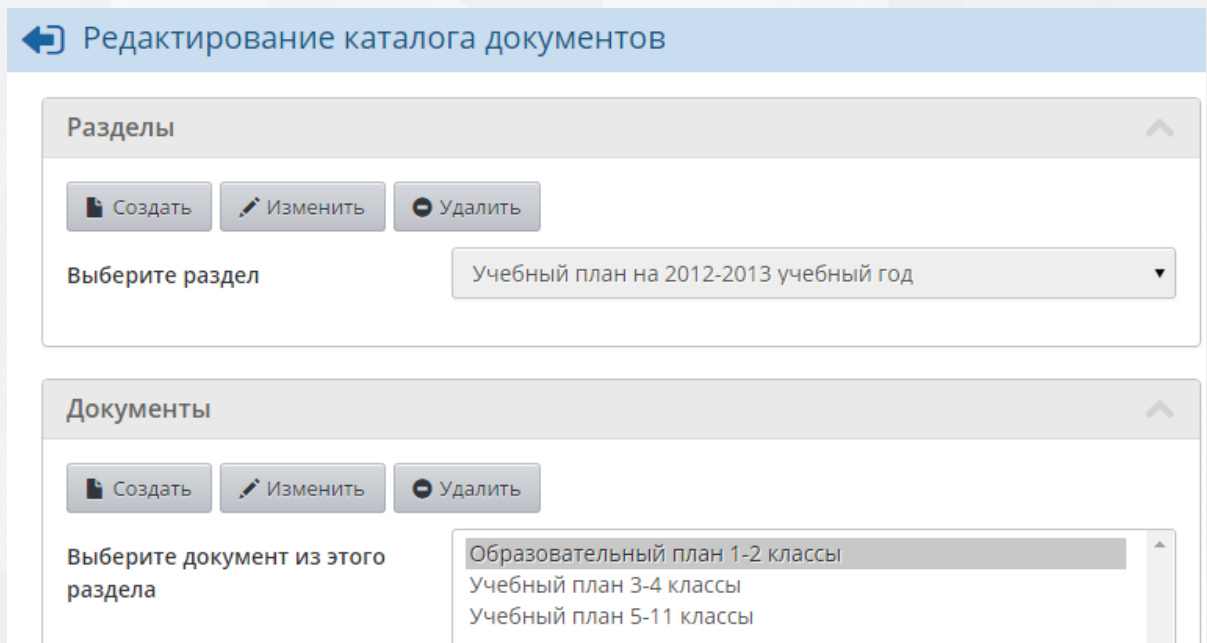 Редактирование каталога документов
Разделы
Создать Изменить Удалить
Выберите раздел Учебный план на 2012-2013 учебный год
Документы
Создать Изменить Удалить
Выберите документ из этого
раздела
Образовательный план 1-2 классы
Учебный план 3-4 классы
Учебный план 5-11 классы